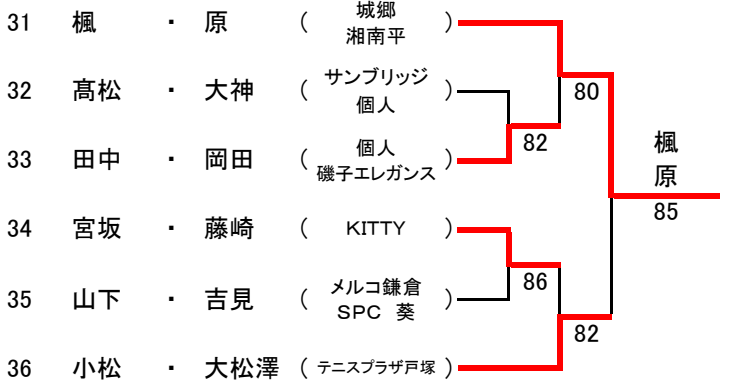 31 楓 ・ 原 ( 城郷 湘南平 )
80
32 髙松 ・ 大神 ( サンブリッジ 個人 )
82
33 田中 ・ 岡田 ( 個人 磯子エレガンス )
楓
原
85
34 宮坂 ・ 藤崎 ( KITTY )
86
35 山下 ・ 吉見 ( メルコ鎌倉 SPC 葵 )
82
36 小松 ・ 大松澤 ( テニスプラザ戸塚 )